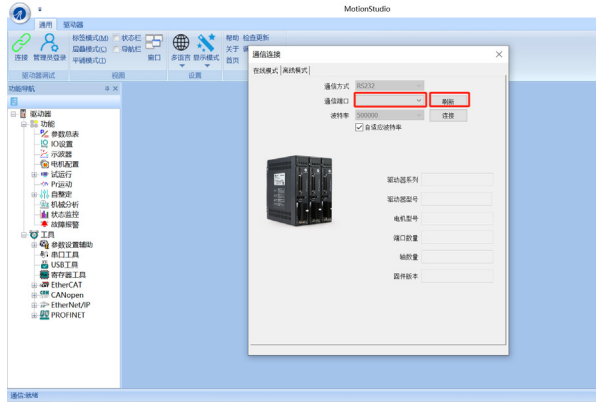 MotionStudio
通用 驱动器
标签模式(M) 状态栏
层叠模式(C) 导航栏
平铺模式(T)
连接 管理员登录 窗口 多语言 显示模式
帮助 检查更新
关于
首页
驱动器调试 视图 设置
功能导航
驱动器
功能
参数总表
IO设置
示波器
电机配置
试运行
Pr运动
自整定
机械分析
状态监控
故障报警
工具
参数设置辅助
串口工具
USB工具
寄存器工具
EtherCAT
CANopen
EtherNet/IP
PROFINET
通信连接
在线模式 离线模式
通信方式 RS232
通信端口 刷新
波特率 500000 连接
自适应波特率
驱动器系列
驱动器型号
电机型号
端口数量
轴数量
固件版本
通信:就绪